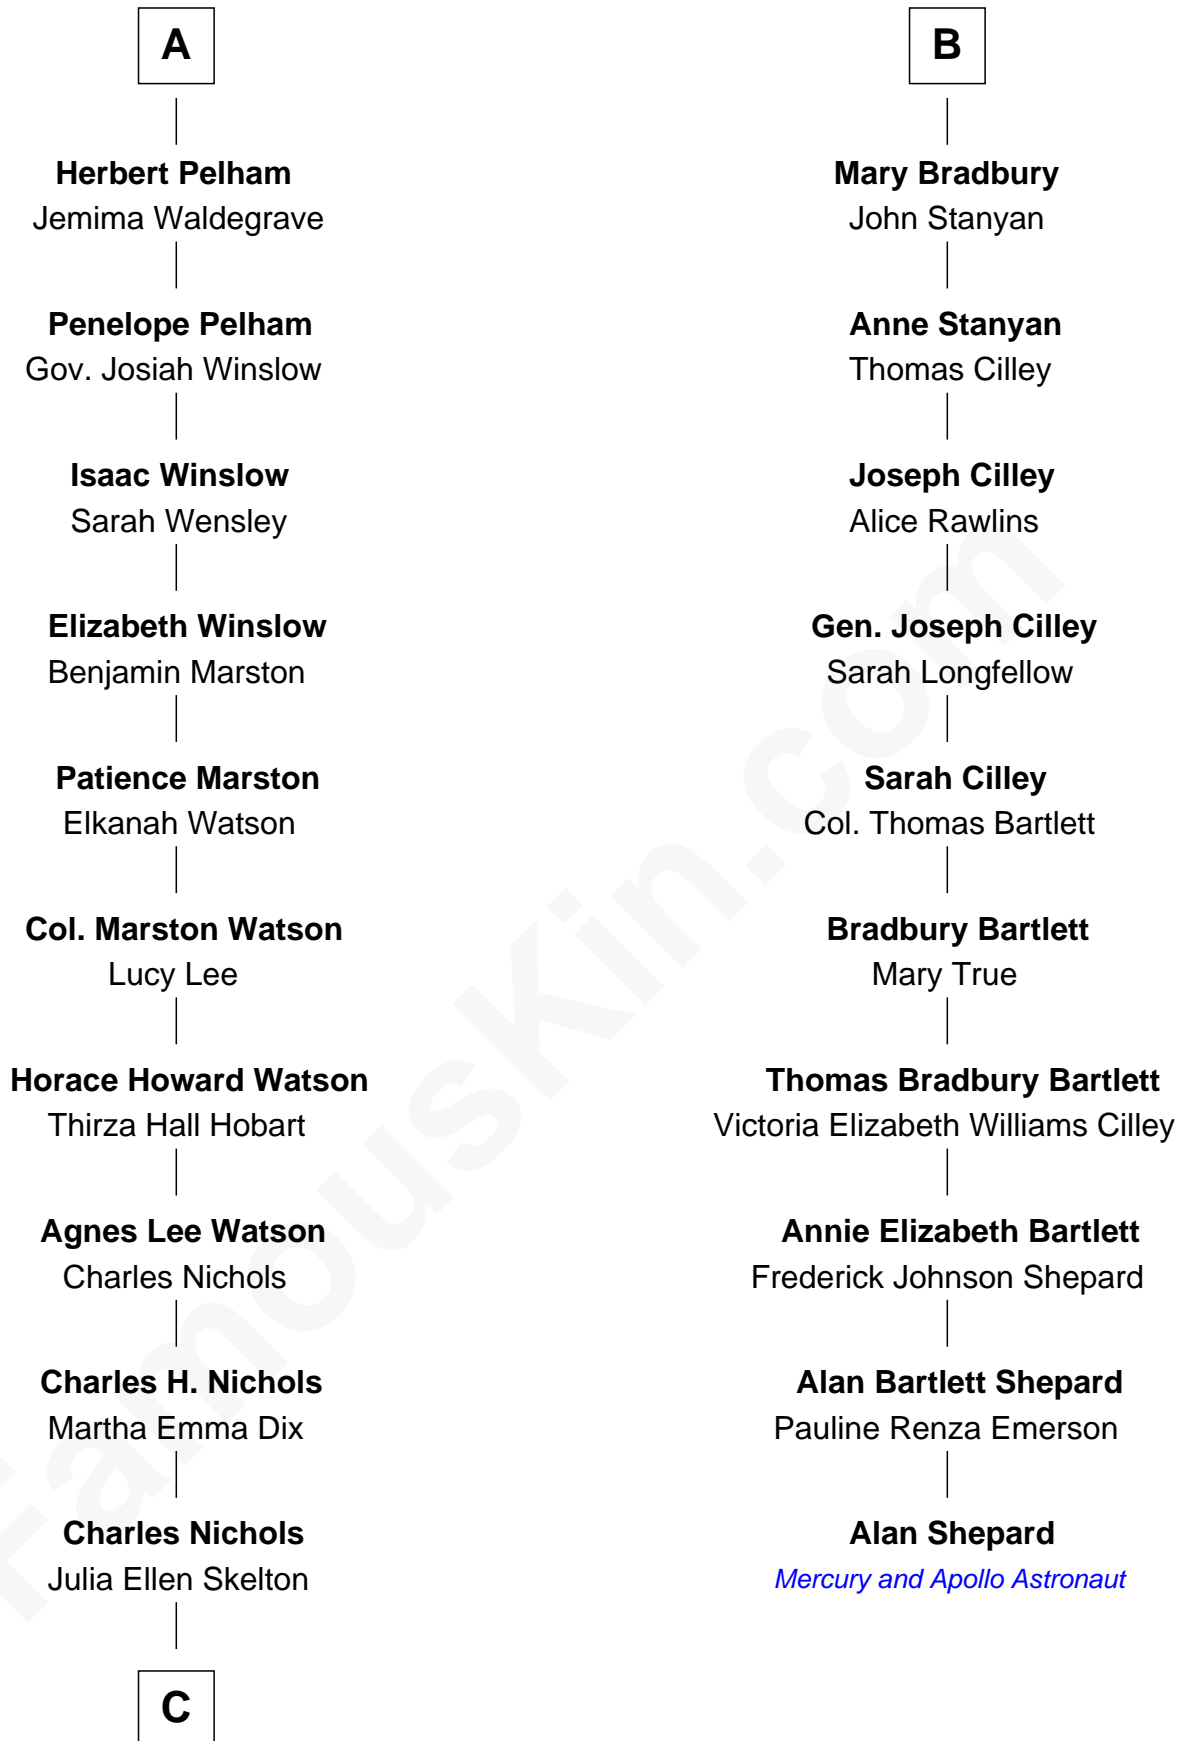 A
Herbert Pelham
Jemima Waldegrave
Penelope Pelham
Gov. Josiah Winslow
Isaac Winslow
Sarah Wensley
Elizabeth Winslow
Benjamin Marston
Patience Marston
Elkanah Watson
Col. Marston Watson
Lucy Lee
Horace Howard Watson
Thirza Hall Hobart
Agnes Lee Watson
Charles Nichols
Charles H. Nichols
Martha Emma Dix
Charles Nichols
Julia Ellen Skelton
C
B
Mary Bradbury
John Stanyan
Anne Stanyan
Thomas Cilley
Joseph Cilley
Alice Rawlins
Gen. Joseph Cilley
Sarah Longfellow
Sarah Cilley
Col. Thomas Bartlett
Bradbury Bartlett
Mary True
Thomas Bradbury Bartlett
Victoria Elizabeth Williams Cilley
Annie Elizabeth Bartlett
Frederick Johnson Shepard
Alan Bartlett Shepard
Pauline Renza Emerson
Alan Shepard
Mercury and Apollo Astronaut
FamousKin.com